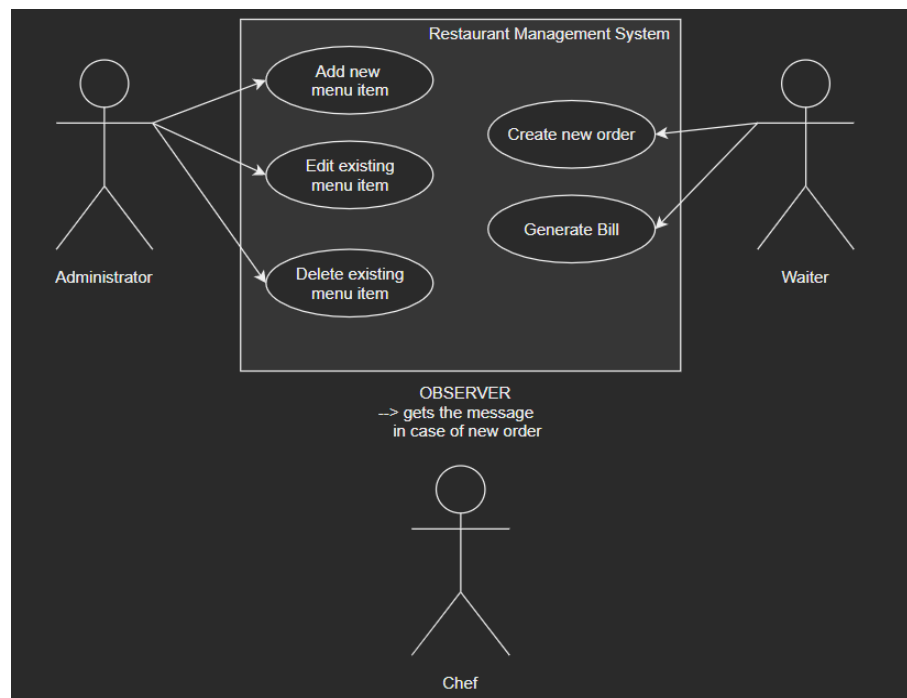 Restaurant Management System
Add new
menu item
Create new order
Edit existing
menu item
Generate Bill
Delete existing
menu item
Administrator
Waiter
OBSERVER
--> gets the message
in case of new order
Chef